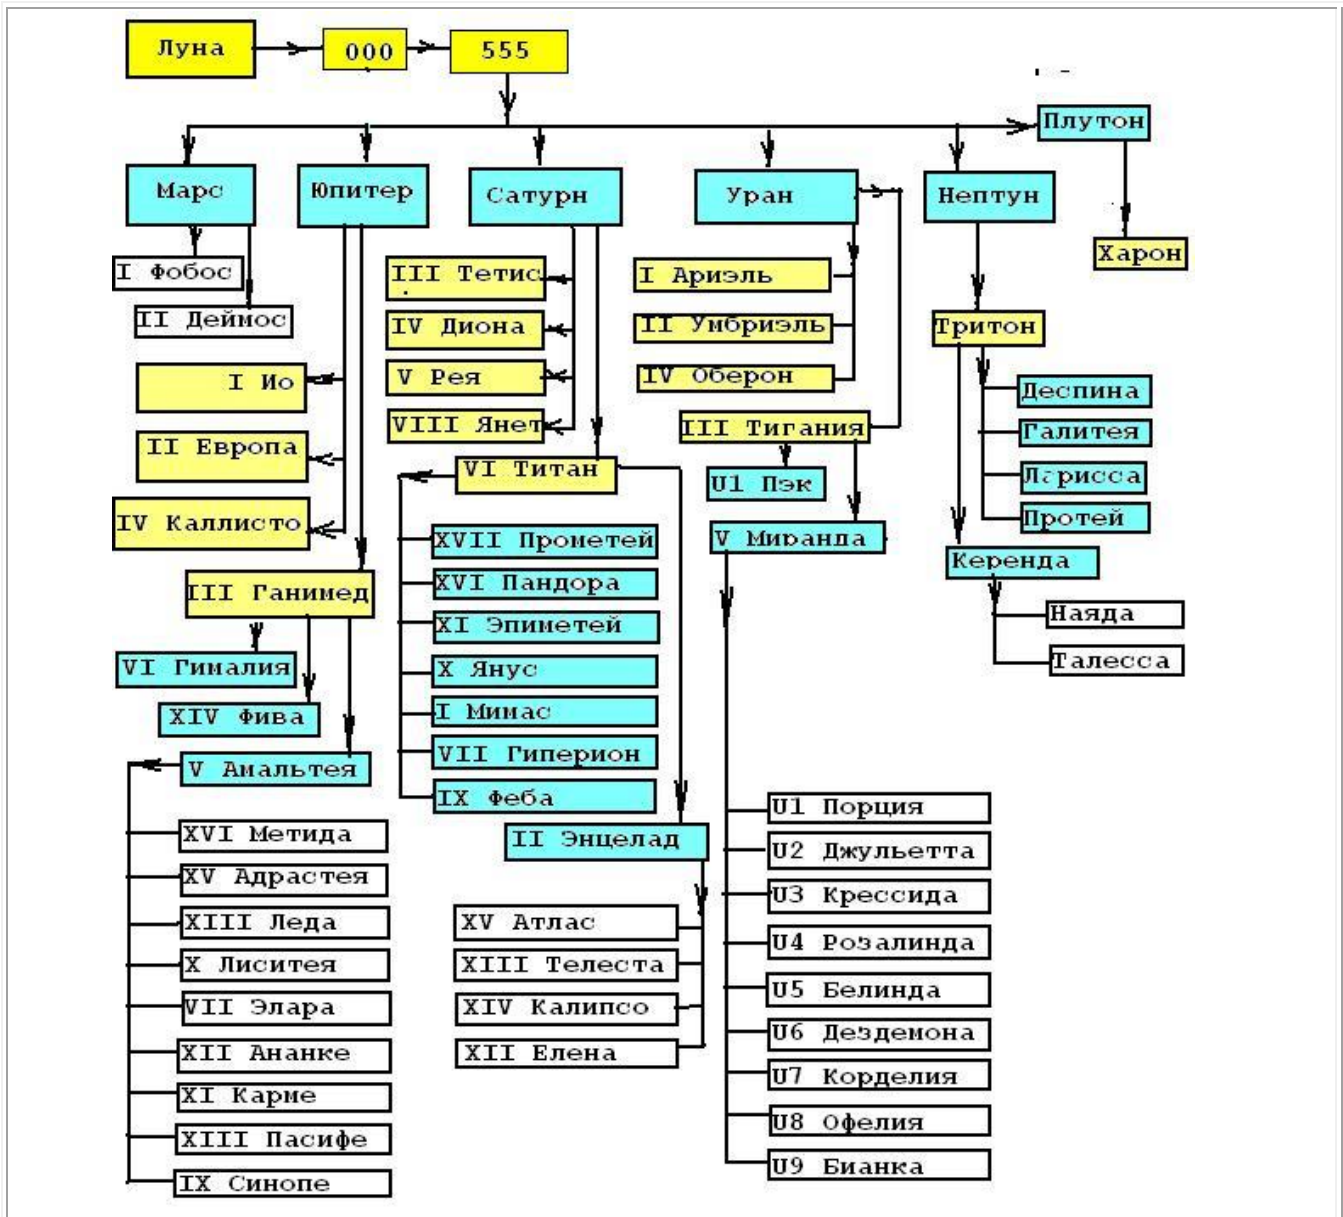 Луна
000
555
Плутон
Марс
Юпитер
Сатурн
Уран
Нептун
Харон
I Фобос
II Деймос
I Ио
II Европа
IV Каллисто
III Ганимед
VI Гималия
XIV Фива
V Амальтея
XVI Метида
XV Адрастея
XIII Леда
X Лиситея
VII Элара
XII Ананке
XI Карме
XIII Пасифе
IX Синопе
III Тетис
IV Диона
V Рея
VIII Янет
VI Титан
XVII Прометей
XVI Пандора
XI Эпиметей
X Янус
I Мимас
VII Гиперион
IX Феба
II Энцелад
XV Атлас
XIII Телеста
XIV Калипсо
XII Елена
I Ариэль
II Умбриэль
IV Оберон
III Тигания
U1 Пэк
V Миранда
U1 Порция
U2 Джульетта
U3 Крессида
U4 Розалинда
U5 Белинда
U6 Дездемона
U7 Корделия
U8 Офелия
U9 Бианка
Тритон
Деспина
Галитея
Ларисса
Протей
Керенда
Наяда
Талесса